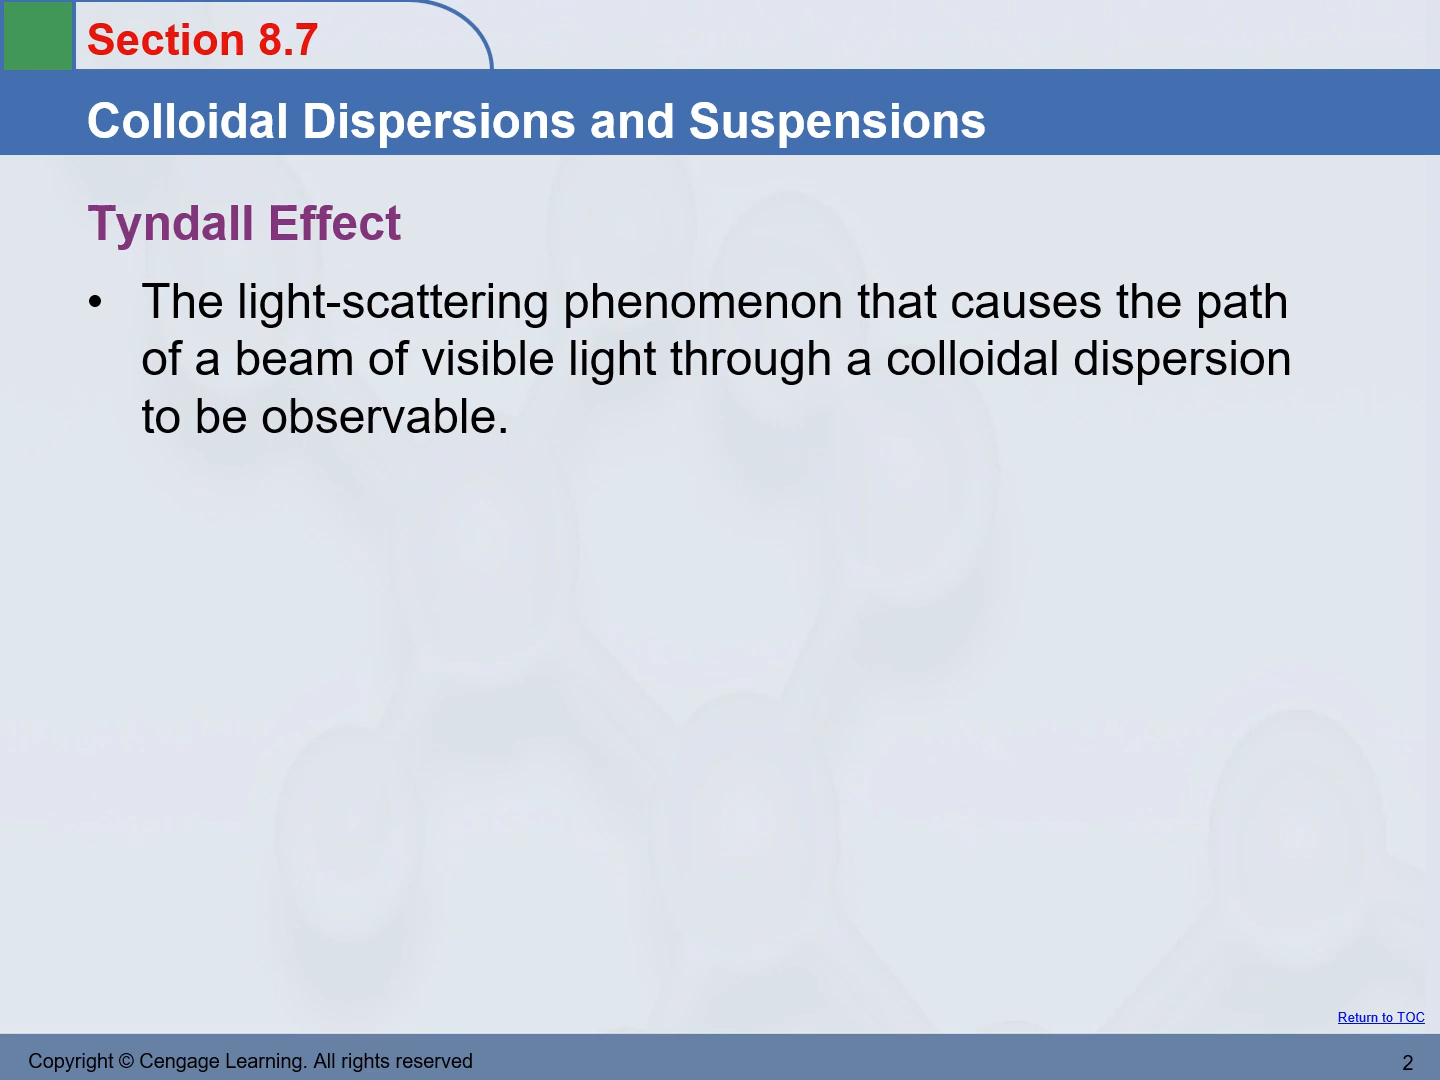 Section 8.7
Colloidal Dispersions and Suspensions
Tyndall Effect
• The light-scattering phenomenon that causes the path
of a beam of visible light through a colloidal dispersion
to be observable.
Return to TOC
Copyright © Cengage Learning. All rights reserved
2